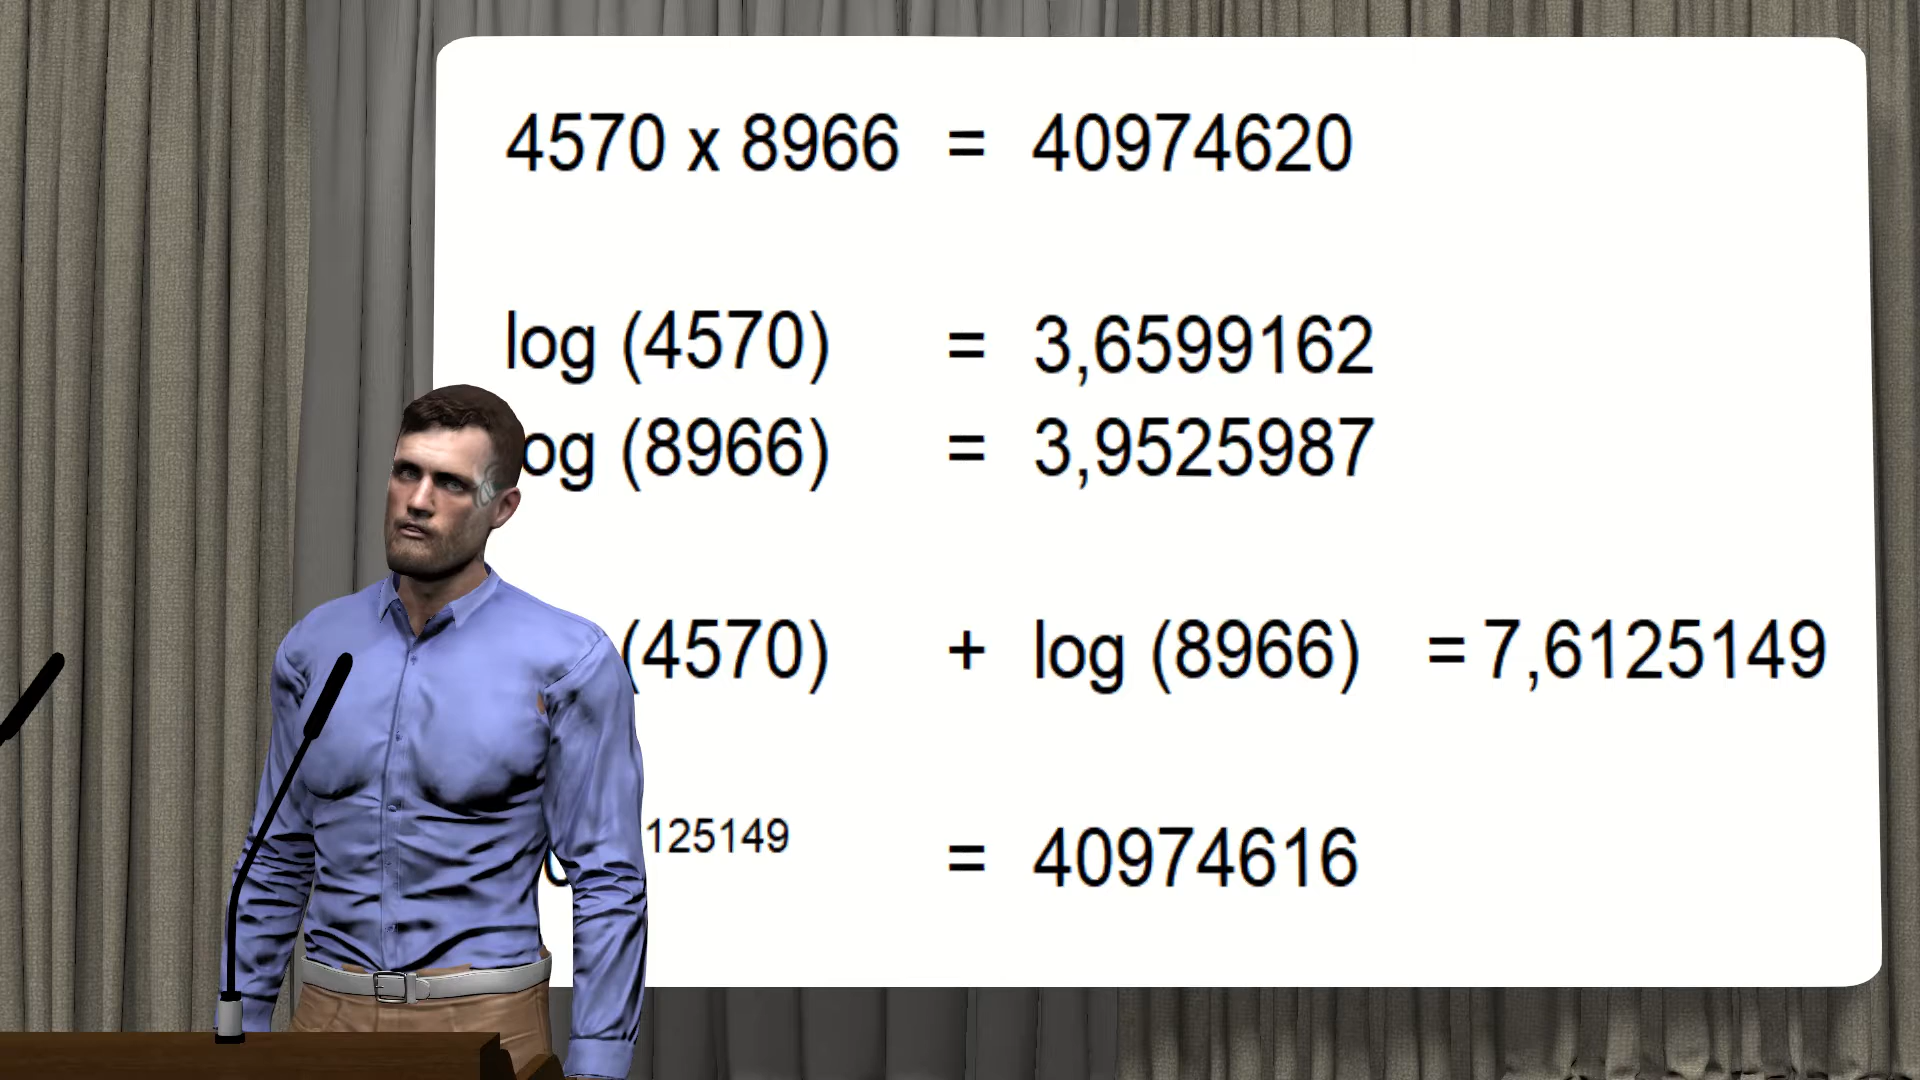 4570 x 8966 = 40974620
log (4570) = 3,6599162
og (8966) = 3,9525987
(4570) + log (8966) = 7,6125149
125149 = 40974616